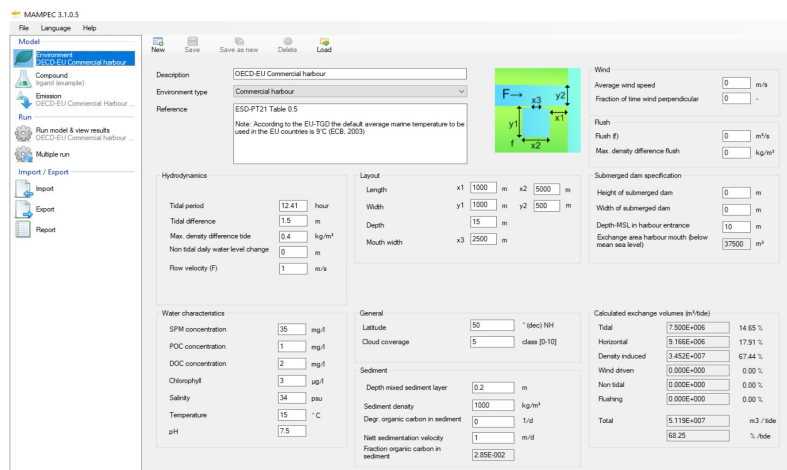 MAMPEC 3.1.0.5
File Language Help
Model
Environment
OECD-EU Commercial harbour
Compound
Irgarol (example)
Emission
OECD-EU Commercial Harbour ...
Run
Run model & view results
OECD-EU Commercial harbour ...
Multiple run
Import / Export
Import
Export
Report
New Save Save as new Delete Load
Description OECD-EU Commercial harbour
Environment type Commercial harbour
Reference ESD-PT21 Table 0.5
Note: According to the EU-TGD the default average marine temperature to be
used in the EU countries is 9°C (ECB, 2003)
F x3 y2
y1 x1
f x2
Wind
Average wind speed 0 m/s
Fraction of time wind perpendicular 0 -
Flush
Flush (f) 0 m³/s
Max. density difference flush 0 kg/m³
Hydrodynamics
Tidal period 12.41 hour
Tidal difference 1.5 m
Max. density difference tide 0.4 kg/m³
Non tidal daily water level change 0 m
Flow velocity (F) 1 m/s
Layout
Length x1 1000 m x2 5000 m
Width y1 1000 m y2 500 m
Depth 15 m
Mouth width x3 2500 m
Submerged dam specification
Height of submerged dam 0 m
Width of submerged dam 0 m
Depth-MSL in harbour entrance 10 m
Exchange area harbour mouth (below
mean sea level) 37500 m²
Water characteristics
SPM concentration 35 mg/l
POC concentration 1 mg/l
DOC concentration 2 mg/l
Chlorophyll 3 µg/l
Salinity 34 psu
Temperature 15 °C
pH 7.5
General
Latitude 50 ° (dec) NH
Cloud coverage 5 class [0-10]
Sediment
Depth mixed sediment layer 0.2 m
Sediment density 1000 kg/m³
Degr. organic carbon in sediment 0 1/d
Nett sedimentation velocity 1 m/d
Fraction organic carbon in
sediment 2.85E-002
Calculated exchange volumes (m³/tide)
Tidal 7.500E+006 14.65 %
Horizontal 9.166E+006 17.91 %
Density induced 3.452E+007 67.44 %
Wind driven 0.000E+000 0.00 %
Non tidal 0.000E+000 0.00 %
Flushing 0.000E+000 0.00 %
Total 5.119E+007 m3 / tide
68.25 % /tide